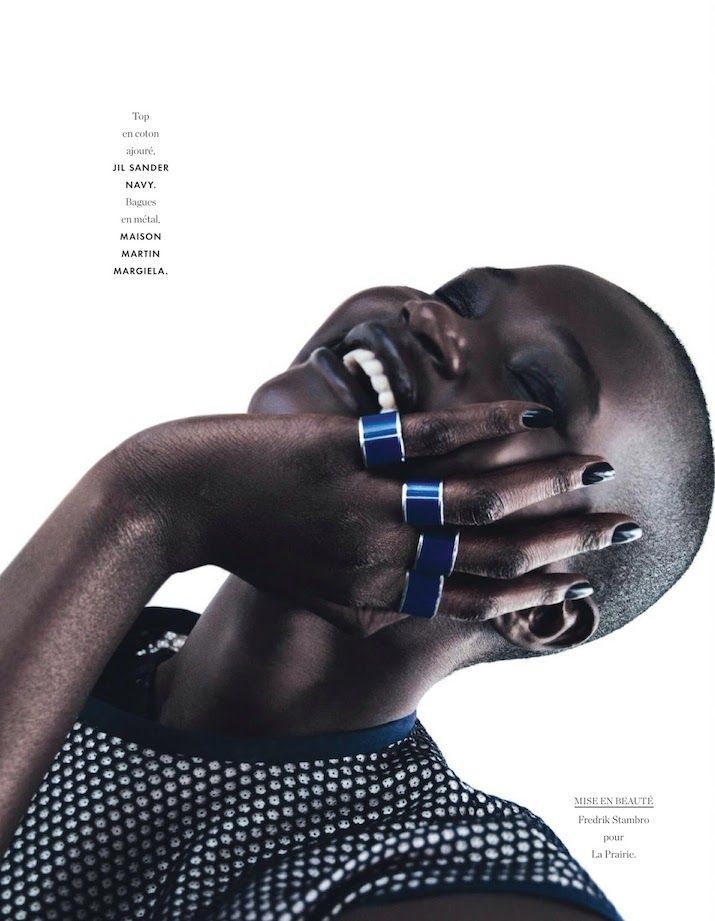 Top
en coton
ajouré,
JIL SANDER
NAVY.
Bagues
en métal,
MAISON
MARTIN
MARGIELA.
MISE EN BEAUTÉ
Fredrik Stambro
pour
La Prairie.